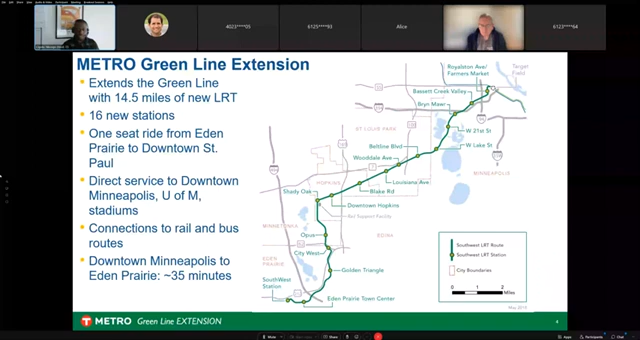 4023****05
6125****93
Alice
6123****64
METRO Green Line Extension
Extends the Green Line
with 14.5 miles of new LRT
16 new stations
One seat ride from Eden
Prairie to Downtown St.
Paul
Direct service to Downtown
Minneapolis, U of M,
stadiums
Connections to rail and bus
routes
Downtown Minneapolis to
Eden Prairie: ~35 minutes
Royalston Ave/
Farmers Market
Target
Field
Bassett Creek Valley
Bryn Mawr
ST LOUIS PARK
W 21st St
Beltline Blvd
W Lake St
Wooddale Ave
MINNEAPOLIS
Louisiana Ave
HOPKINS
Blake Rd
Shady Oak
Downtown Hopkins
MINNETONKA
Opus
EDINA
City West
EDEN
PRAIRIE
Golden Triangle
SouthWest
Station
Eden Prairie Town Center
Southwest LRT Route
Southwest LRT Station
City Boundaries
0 1 2
Miles
METRO Green Line EXTENSION
4